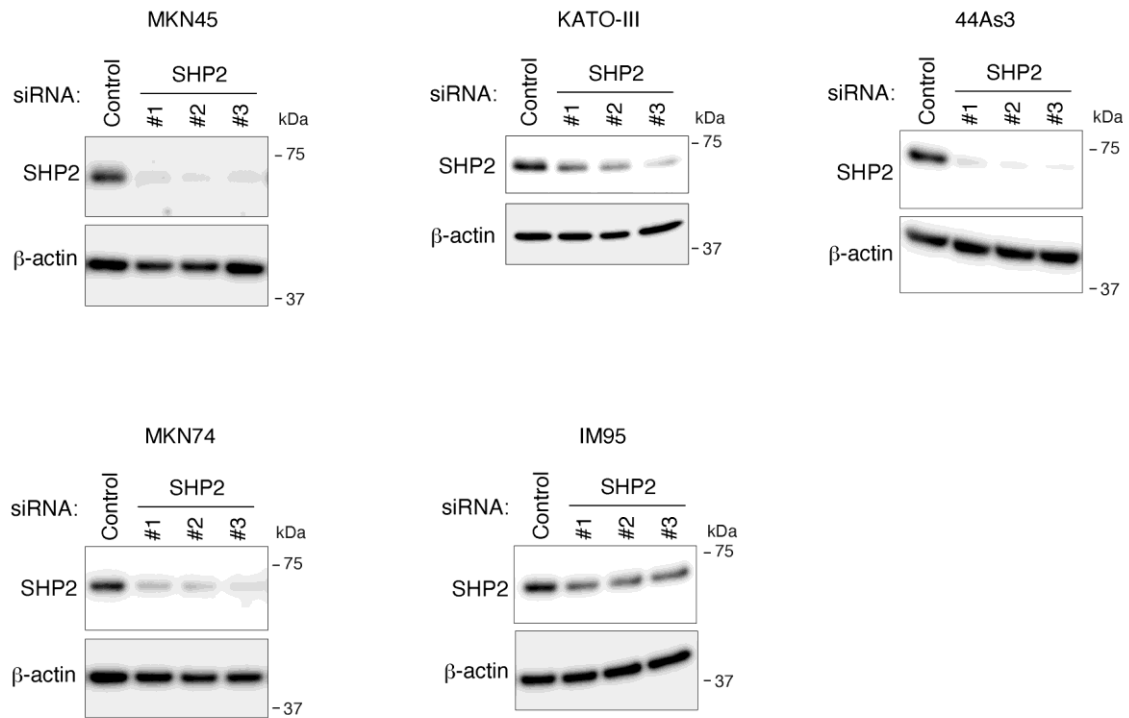 MKN45
siRNA:
Control
SHP2
#1
#2
#3
kDa
SHP2
- 75
β-actin
- 37
KATO-III
siRNA:
Control
SHP2
#1
#2
#3
kDa
SHP2
- 75
β-actin
- 37
44As3
siRNA:
Control
SHP2
#1
#2
#3
kDa
SHP2
- 75
β-actin
- 37
MKN74
siRNA:
Control
SHP2
#1
#2
#3
kDa
SHP2
- 75
β-actin
- 37
IM95
siRNA:
Control
SHP2
#1
#2
#3
kDa
SHP2
- 75
β-actin
- 37